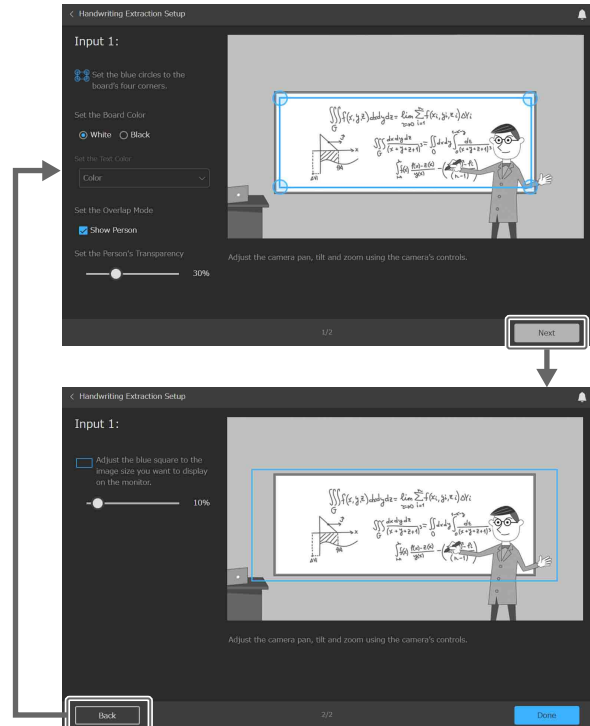 < Handwriting Extraction Setup
Input 1:
Set the blue circles to the
board's four corners.
Set the Board Color
White Black
Set the Text Color
Color
Set the Overlap Mode
Show Person
Set the Person's Transparency
30%
Adjust the camera pan, tilt and zoom using the camera's controls.
1/2
Next
< Handwriting Extraction Setup
Input 1:
Adjust the blue square to the
image size you want to display
on the monitor.
10%
Adjust the camera pan, tilt and zoom using the camera's controls.
Back
2/2
Done